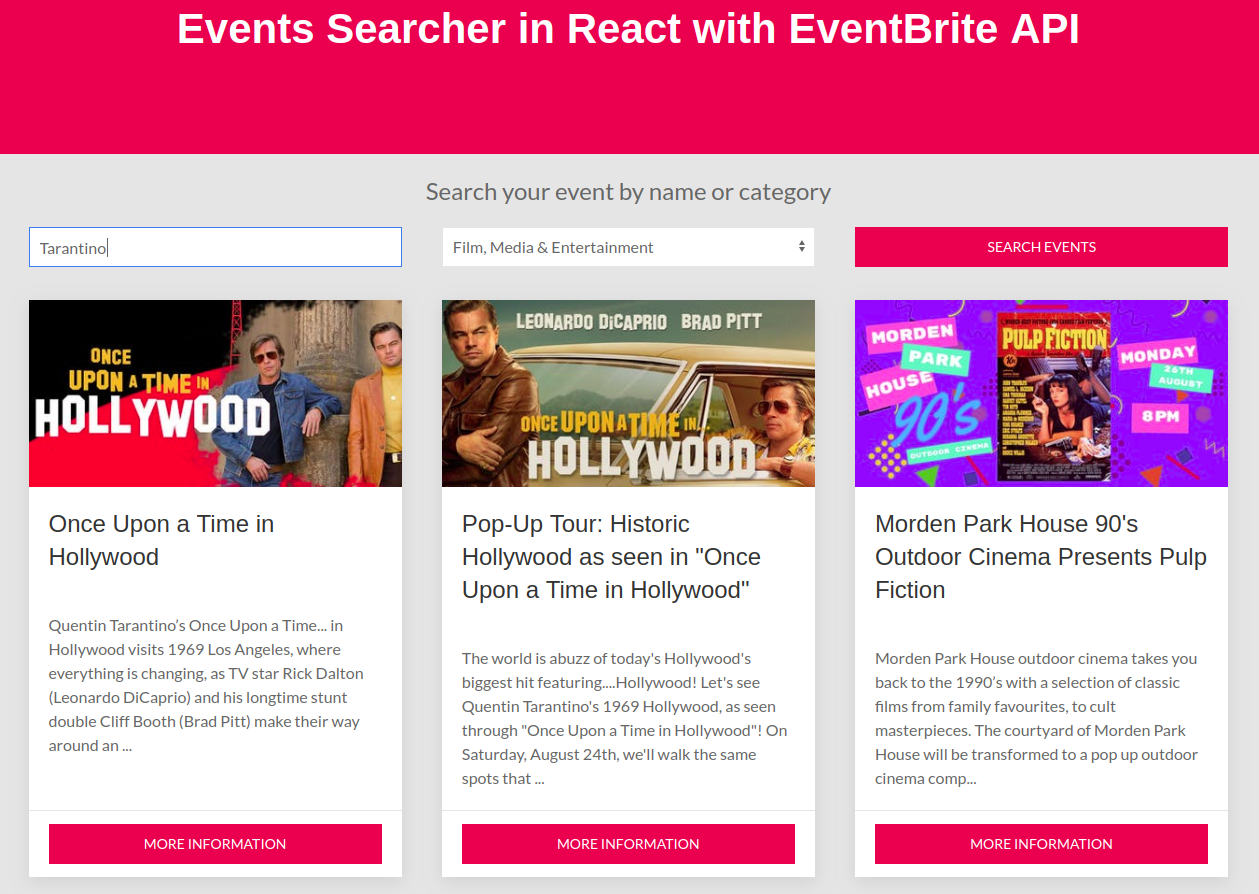 Events Searcher in React with EventBrite API
Search your event by name or category
Tarantino
Film, Media & Entertainment
SEARCH EVENTS
ONCE
UPON A TIME IN
HOLLYWOOD
LEONARDO DiCAPRIO BRAD PITT
ONCE UPON A TIME IN...
HOLLYWOOD
MORDEN
PARK
HOUSE
90's
OUTDOOR CINEMA
PULP FICTION
MONDAY
26TH
AUGUST
8PM
Once Upon a Time in
Hollywood
Quentin Tarantino’s Once Upon a Time... in
Hollywood visits 1969 Los Angeles, where
everything is changing, as TV star Rick Dalton
(Leonardo DiCaprio) and his longtime stunt
double Cliff Booth (Brad Pitt) make their way
around an ...
MORE INFORMATION
Pop-Up Tour: Historic
Hollywood as seen in "Once
Upon a Time in Hollywood"
The world is abuzz of today's Hollywood's
biggest hit featuring....Hollywood! Let's see
Quentin Tarantino's 1969 Hollywood, as seen
through "Once Upon a Time in Hollywood"! On
Saturday, August 24th, we'll walk the same
spots that ...
MORE INFORMATION
Morden Park House 90's
Outdoor Cinema Presents Pulp
Fiction
Morden Park House outdoor cinema takes you
back to the 1990’s with a selection of classic
films from family favourites, to cult
masterpieces. The courtyard of Morden Park
House will be transformed to a pop up outdoor
cinema comp...
MORE INFORMATION